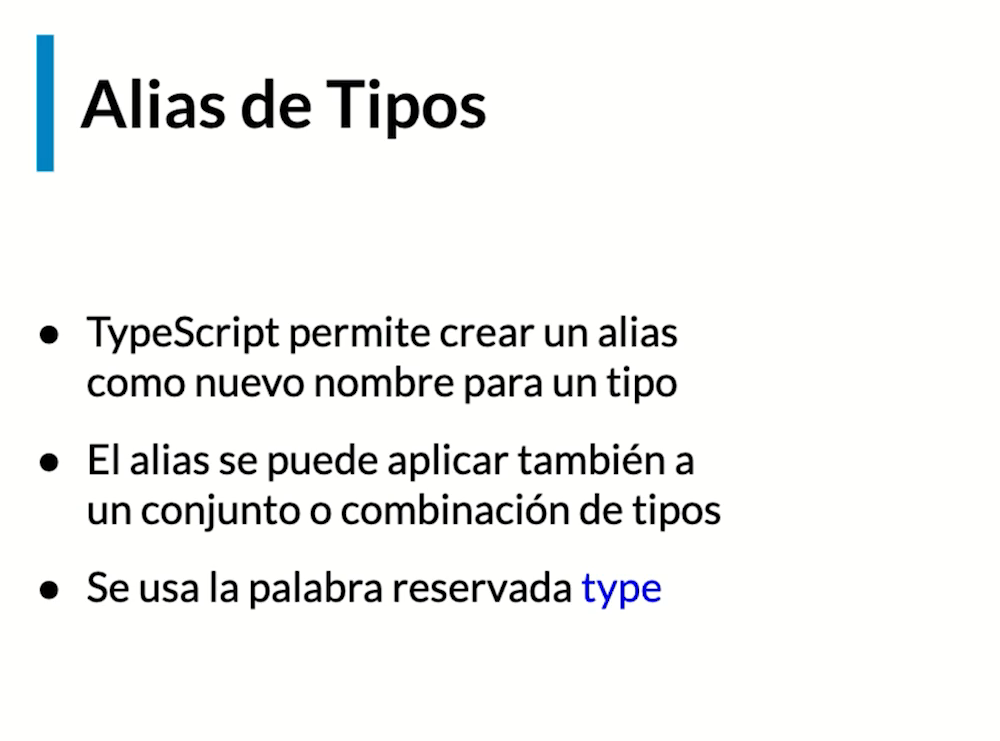 Alias de Tipos
● TypeScript permite crear un alias
como nuevo nombre para un tipo
● El alias se puede aplicar también a
un conjunto o combinación de tipos
● Se usa la palabra reservada type